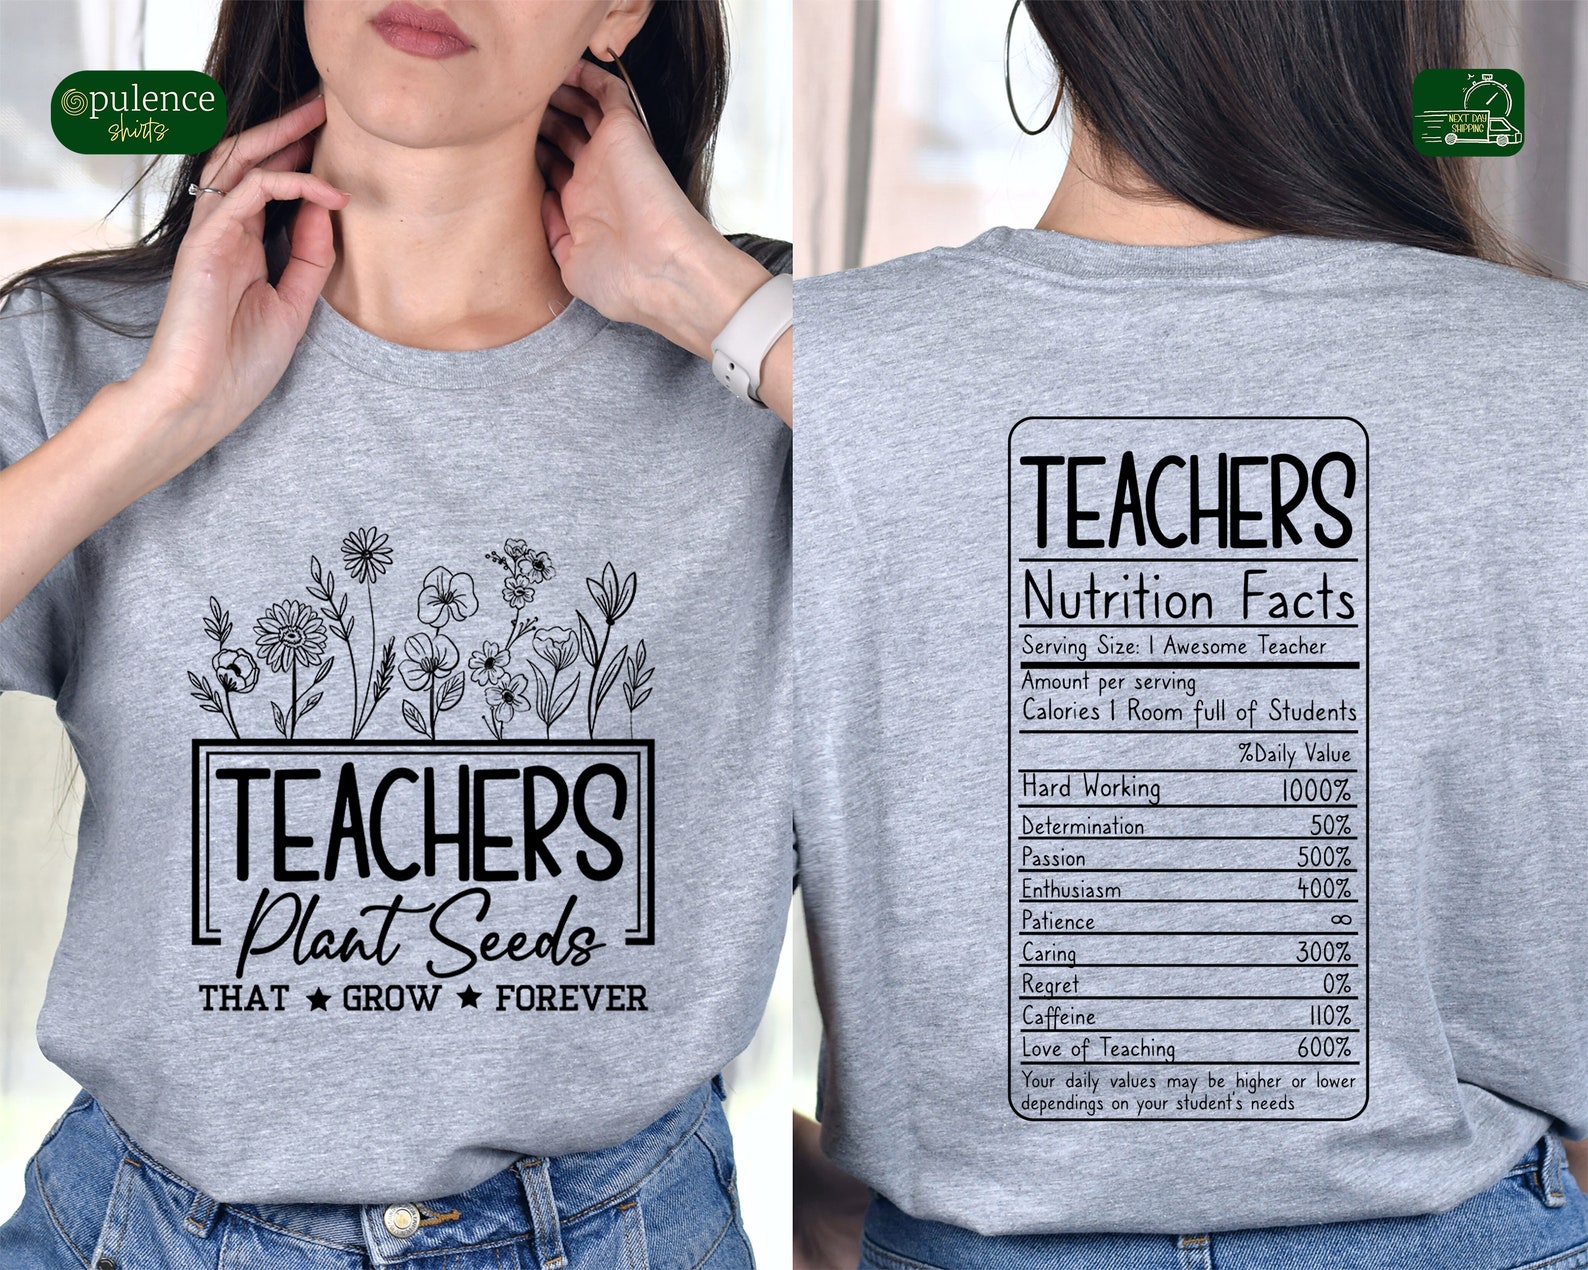 Opulence
shirts
TEACHERS
Plant Seeds
THAT ★ GROW ★ FOREVER
NEXT DAY
SHIPPING
TEACHERS
Nutrition Facts
Serving Size: 1 Awesome Teacher
Amount per serving
Calories 1 Room full of Students
%Daily Value
Hard Working 1000%
Determination 50%
Passion 500%
Enthusiasm 400%
Patience ∞
Caring 300%
Regret 0%
Caffeine 110%
Love of Teaching 600%
Your daily values may be higher or lower
dependings on your student's needs